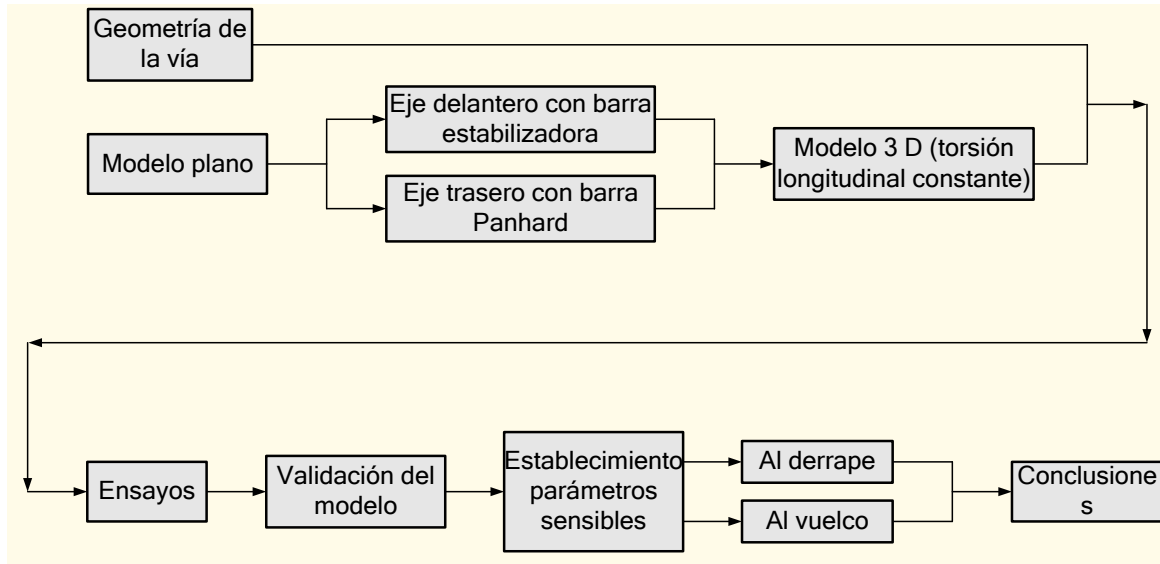 Geometría de
la vía
Eje delantero con barra
estabilizadora
Modelo plano
Eje trasero con barra
Panhard
Modelo 3 D (torsión
longitudinal constante)
Ensayos
Validación del
modelo
Establecimiento
parámetros
sensibles
Al derrape
Al vuelco
Conclusione
s